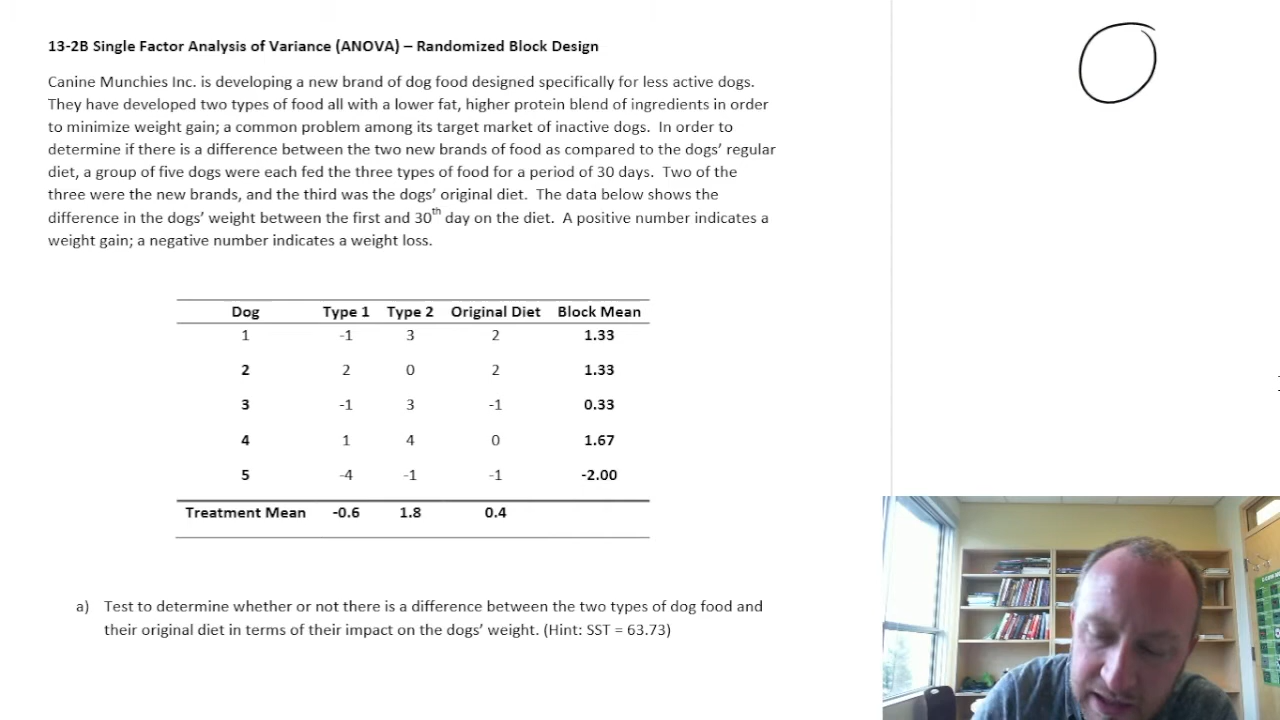 13-2B Single Factor Analysis of Variance (ANOVA) – Randomized Block Design
Canine Munchies Inc. is developing a new brand of dog food designed specifically for less active dogs.
They have developed two types of food all with a lower fat, higher protein blend of ingredients in order
to minimize weight gain; a common problem among its target market of inactive dogs. In order to
determine if there is a difference between the two new brands of food as compared to the dogs’ regular
diet, a group of five dogs were each fed the three types of food for a period of 30 days. Two of the
three were the new brands, and the third was the dogs’ original diet. The data below shows the
difference in the dogs’ weight between the first and 30th day on the diet. A positive number indicates a
weight gain; a negative number indicates a weight loss.
Dog Type 1 Type 2 Original Diet Block Mean
1 -1 3 2 1.33
2 2 0 2 1.33
3 -1 3 -1 0.33
4 1 4 0 1.67
5 -4 -1 -1 -2.00
Treatment Mean -0.6 1.8 0.4
a) Test to determine whether or not there is a difference between the two types of dog food and
their original diet in terms of their impact on the dogs’ weight. (Hint: SST = 63.73)